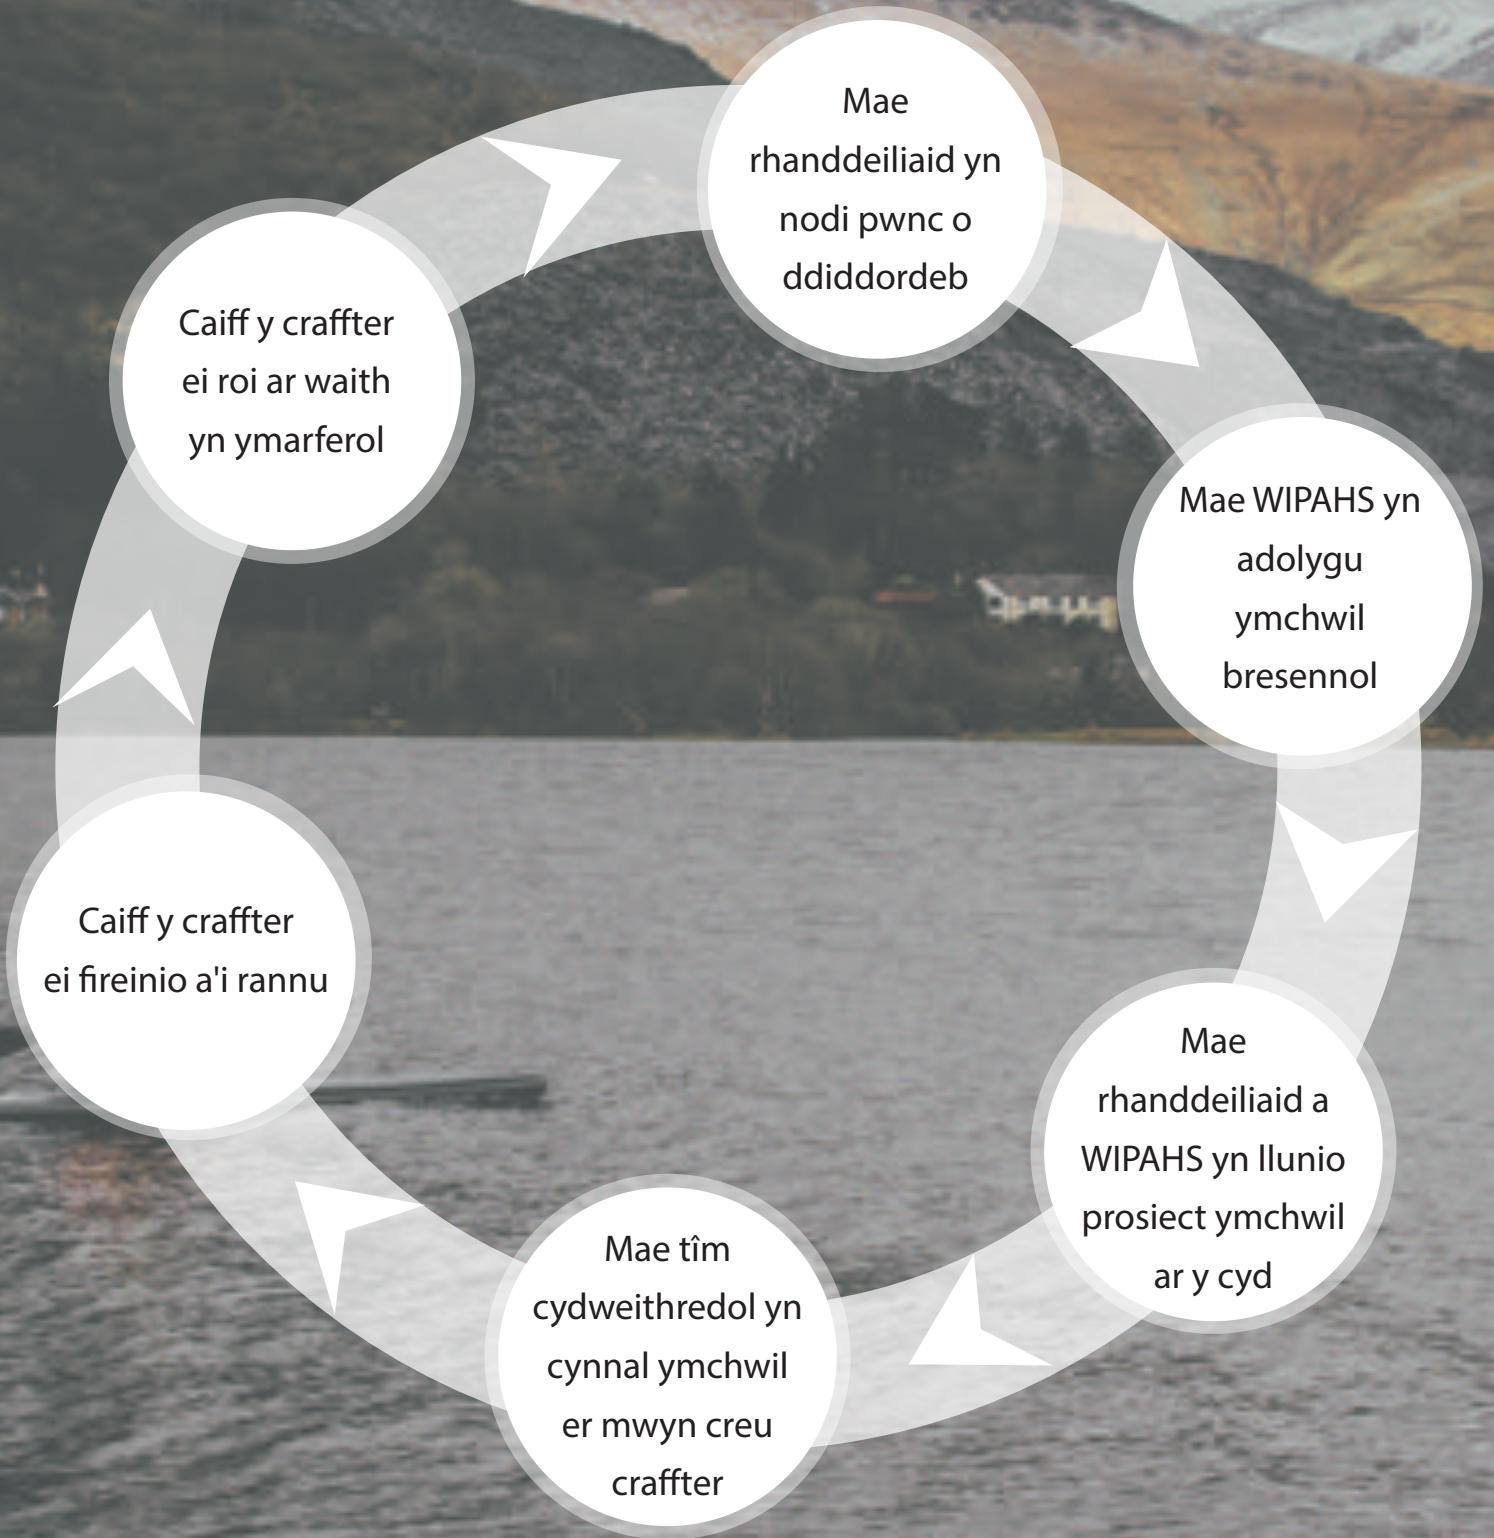 Mae
rhanddeiliaid yn
nodi pwnc o
ddiddordeb
Mae WIPAHS yn
adolygu
ymchwil
bresennol
Mae
rhanddeiliaid a
WIPAHS yn llunio
prosiect ymchwil
ar y cyd
Mae tîm
cydweithredol yn
cynnal ymchwil
er mwyn creu
craffter
Caiff y craffter
ei fireinio a'i rannu
Caiff y craffter
ei roi ar waith
yn ymarferol